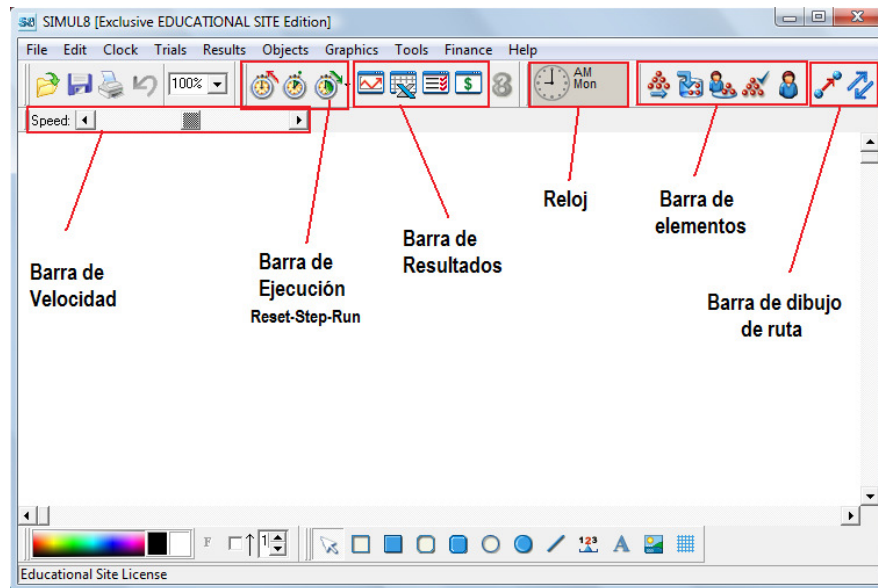 S8 SIMUL8 [Exclusive EDUCATIONAL SITE Edition]
File Edit Clock Trials Results Objects Graphics Tools Finance Help
100% $ 8 AM
Mon
Speed:
Reloj
Barra de
elementos
Barra de
Resultados
Barra de
Ejecución
Reset-Step-Run
Barra de
Velocidad
Barra de dibujo
de ruta
F 1 123 A
Educational Site License